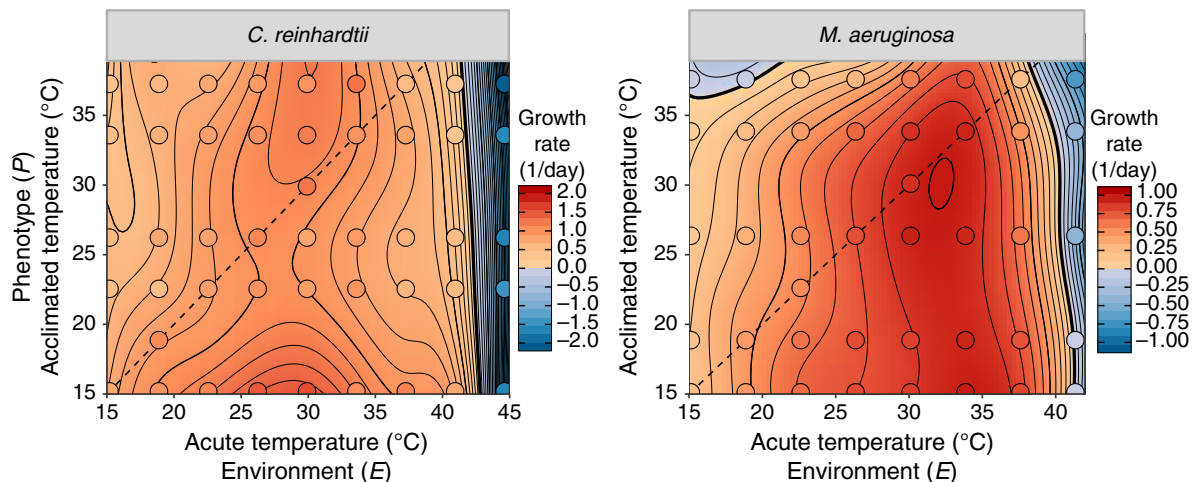 C. reinhardtii
M. aeruginosa
Phenotype (P)
Acclimated temperature (°C)
35
30
25
20
15
15 20 25 30 35 40 45
Acute temperature (°C)
Environment (E)
Growth
rate
(1/day)
2.0
1.5
1.0
0.5
0.0
−0.5
−1.0
−1.5
−2.0
Acclimated temperature (°C)
35
30
25
20
15
15 20 25 30 35 40
Acute temperature (°C)
Environment (E)
Growth
rate
(1/day)
1.00
0.75
0.50
0.25
0.00
−0.25
−0.50
−0.75
−1.00